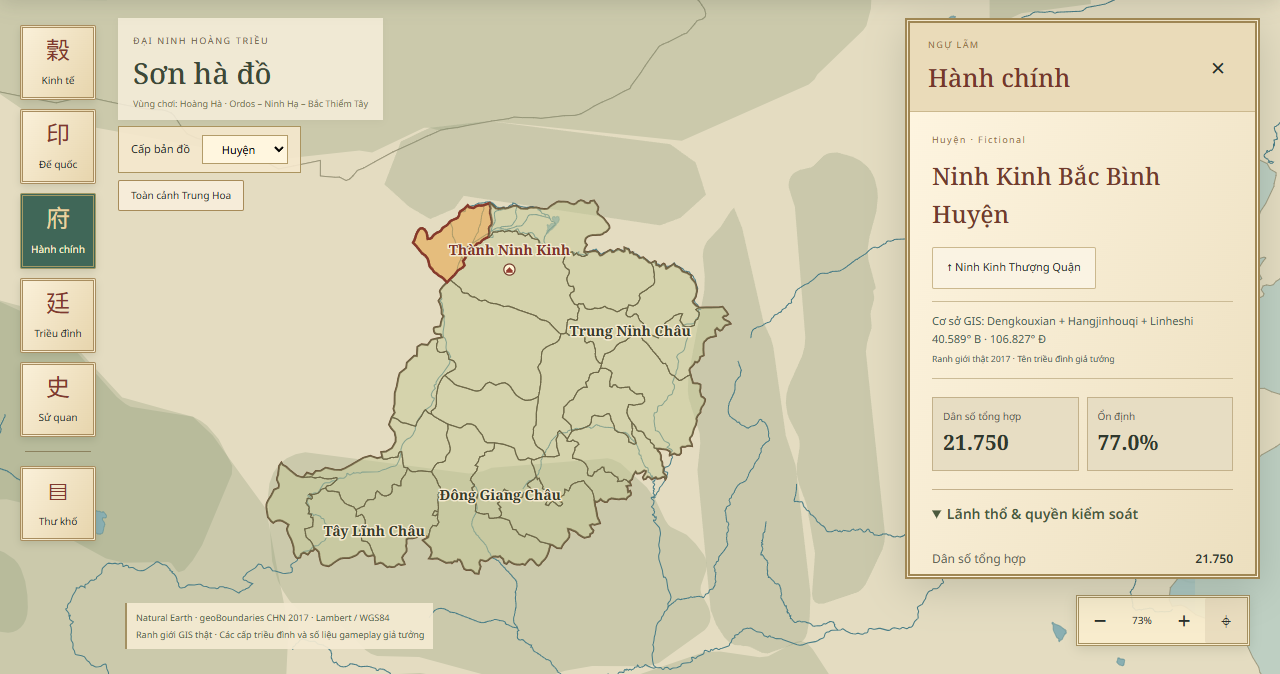 穀
Kinh tế
印
Đế quốc
府
Hành chính
廷
Triều đình
史
Sử quan
目
Thư khố
ĐẠI NINH HOÀNG TRIỀU
Sơn hà đồ
Vùng chơi: Hoàng Hà · Ordos – Ninh Hạ – Bắc Thiểm Tây
Cấp bản đồ Huyện
Toàn cảnh Trung Hoa
Thành Ninh Kinh
Trung Ninh Châu
Đông Giang Châu
Tây Lĩnh Châu
Natural Earth · geoBoundaries CHN 2017 · Lambert / WGS84
Ranh giới GIS thật · Các cấp triều đình và số liệu gameplay giả tưởng
NGỰ LÃM
Hành chính
Huyện · Fictional
Ninh Kinh Bắc Bình
Huyện
↑ Ninh Kinh Thượng Quận
Cơ sở GIS: Dengkouxian + Hangjinhouqi + Linheshi
40.589° B · 106.827° Đ
Ranh giới thật 2017 · Tên triều đình giả tưởng
Dân số tổng hợp
21.750
Ổn định
77.0%
▼ Lãnh thổ & quyền kiểm soát
Dân số tổng hợp 21.750
− 73% +